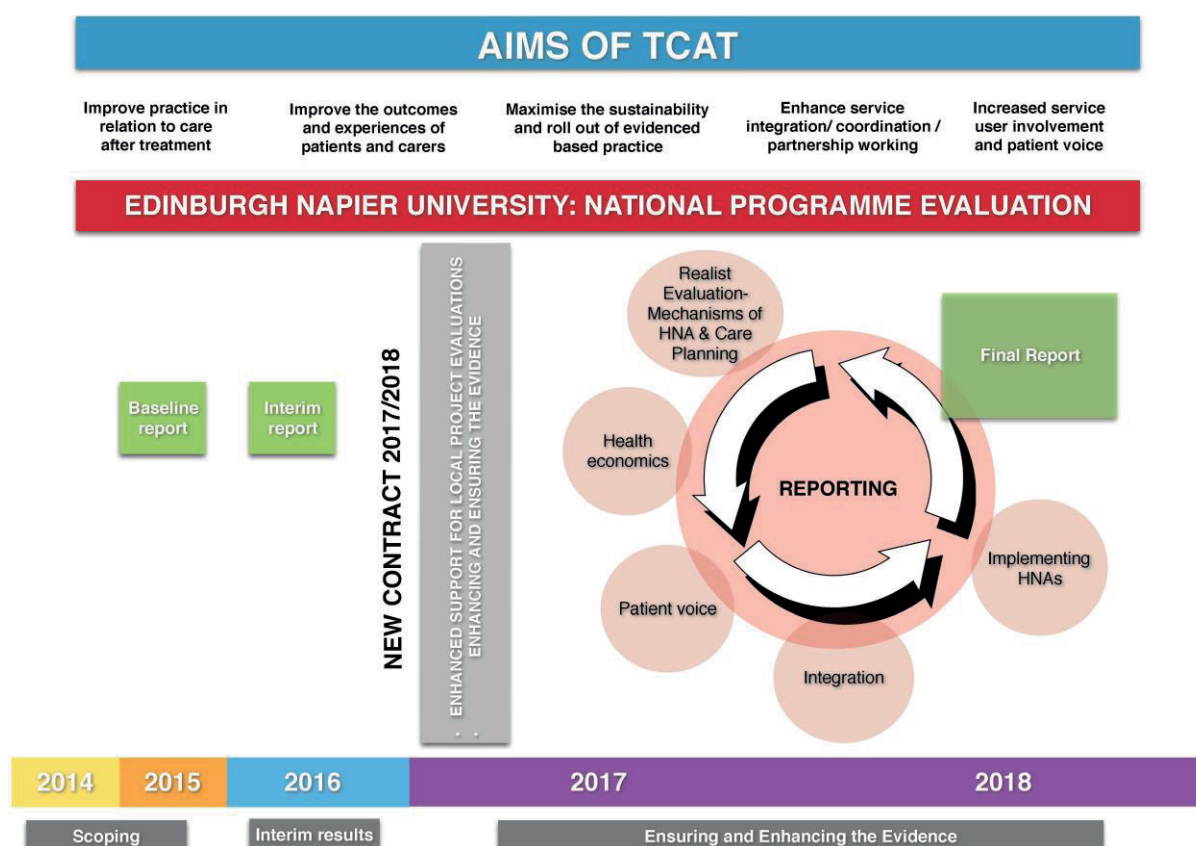 AIMS OF TCAT
Improve practice in
relation to care
after treatment
Improve the outcomes
and experiences of
patients and carers
Maximise the sustainability
and roll out of evidenced
based practice
Enhance service
integration/ coordination /
partnership working
Increased service
user involvement
and patient voice
EDINBURGH NAPIER UNIVERSITY: NATIONAL PROGRAMME EVALUATION
Baseline
report
Interim
report
NEW CONTRACT 2017/2018
· ENHANCED SUPPORT FOR LOCAL PROJECT EVALUATIONS
· ENHANCING AND ENSURING THE EVIDENCE
Realist
Evaluation-
Mechanisms of
HNA & Care
Planning
Health
economics
Patient voice
Integration
Implementing
HNAs
Final Report
REPORTING
2014
2015
2016
2017
2018
Scoping
Interim results
Ensuring and Enhancing the Evidence